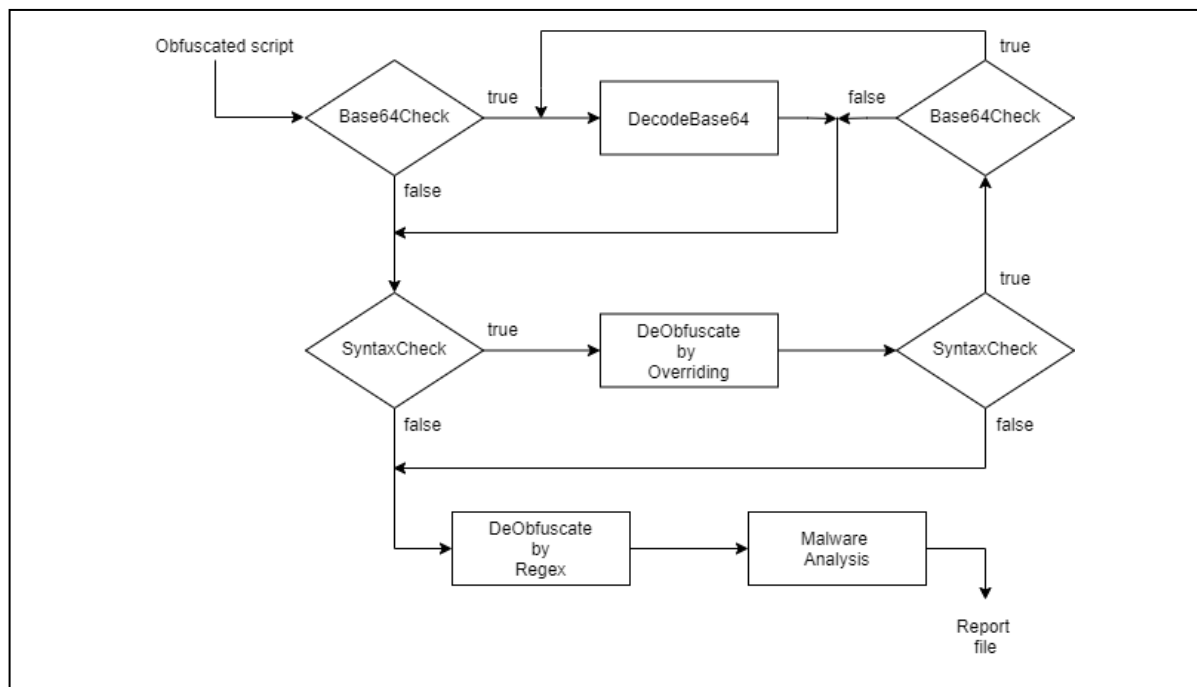 Obfuscated script
true
Base64Check
true
DecodeBase64
false
Base64Check
false
true
SyntaxCheck
true
DeObfuscate
by
Overriding
SyntaxCheck
false
false
DeObfuscate
by
Regex
Malware
Analysis
Report
file